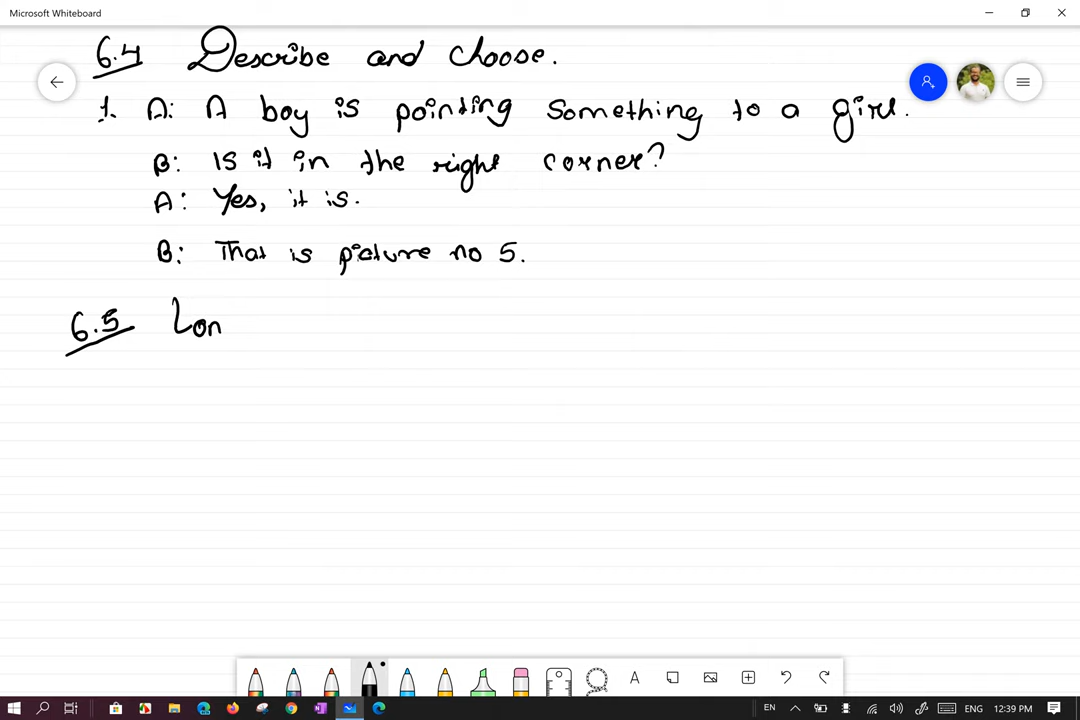 Microsoft Whiteboard
6.4 Describe and choose.
1. A: A boy is pointing something to a girl.
B: Is it in the right corner?
A: Yes, it is.
B: That is picture no 5.
6.5 Lon
A
EN ENG 12:39 PM